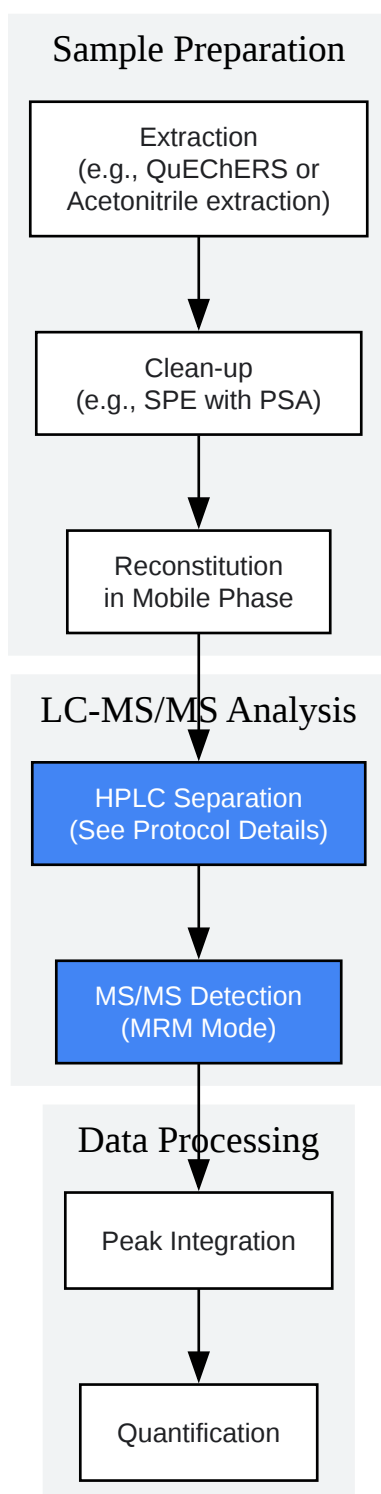 Sample Preparation
Extraction
(e.g., QuEChERS or
Acetonitrile extraction)
Clean-up
(e.g., SPE with PSA)
Reconstitution
in Mobile Phase
LC-MS/MS Analysis
HPLC Separation
(See Protocol Details)
MS/MS Detection
(MRM Mode)
Data Processing
Peak Integration
Quantification